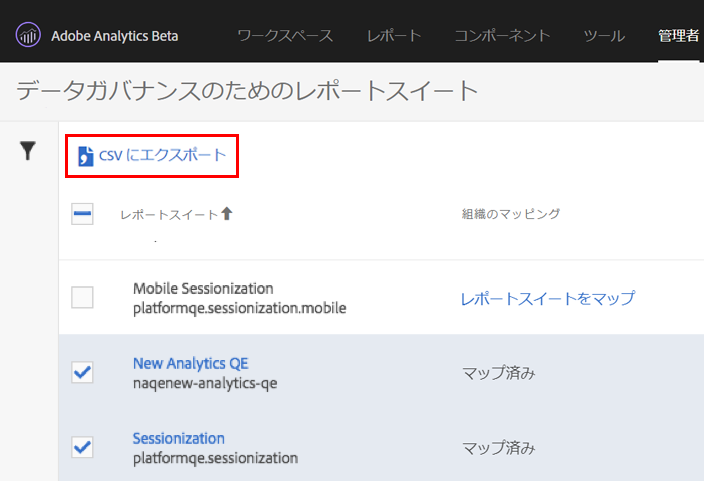 Adobe Analytics Beta ワークスペース レポート コンポーネント ツール 管理者
データガバナンスのためのレポートスイート
CSV にエクスポート
レポートスイート 組織のマッピング
Mobile Sessionization
platformqe.sessionization.mobile レポートスイートをマップ
New Analytics QE
naqenew-analytics-qe マップ済み
Sessionization
platformqe.sessionization マップ済み